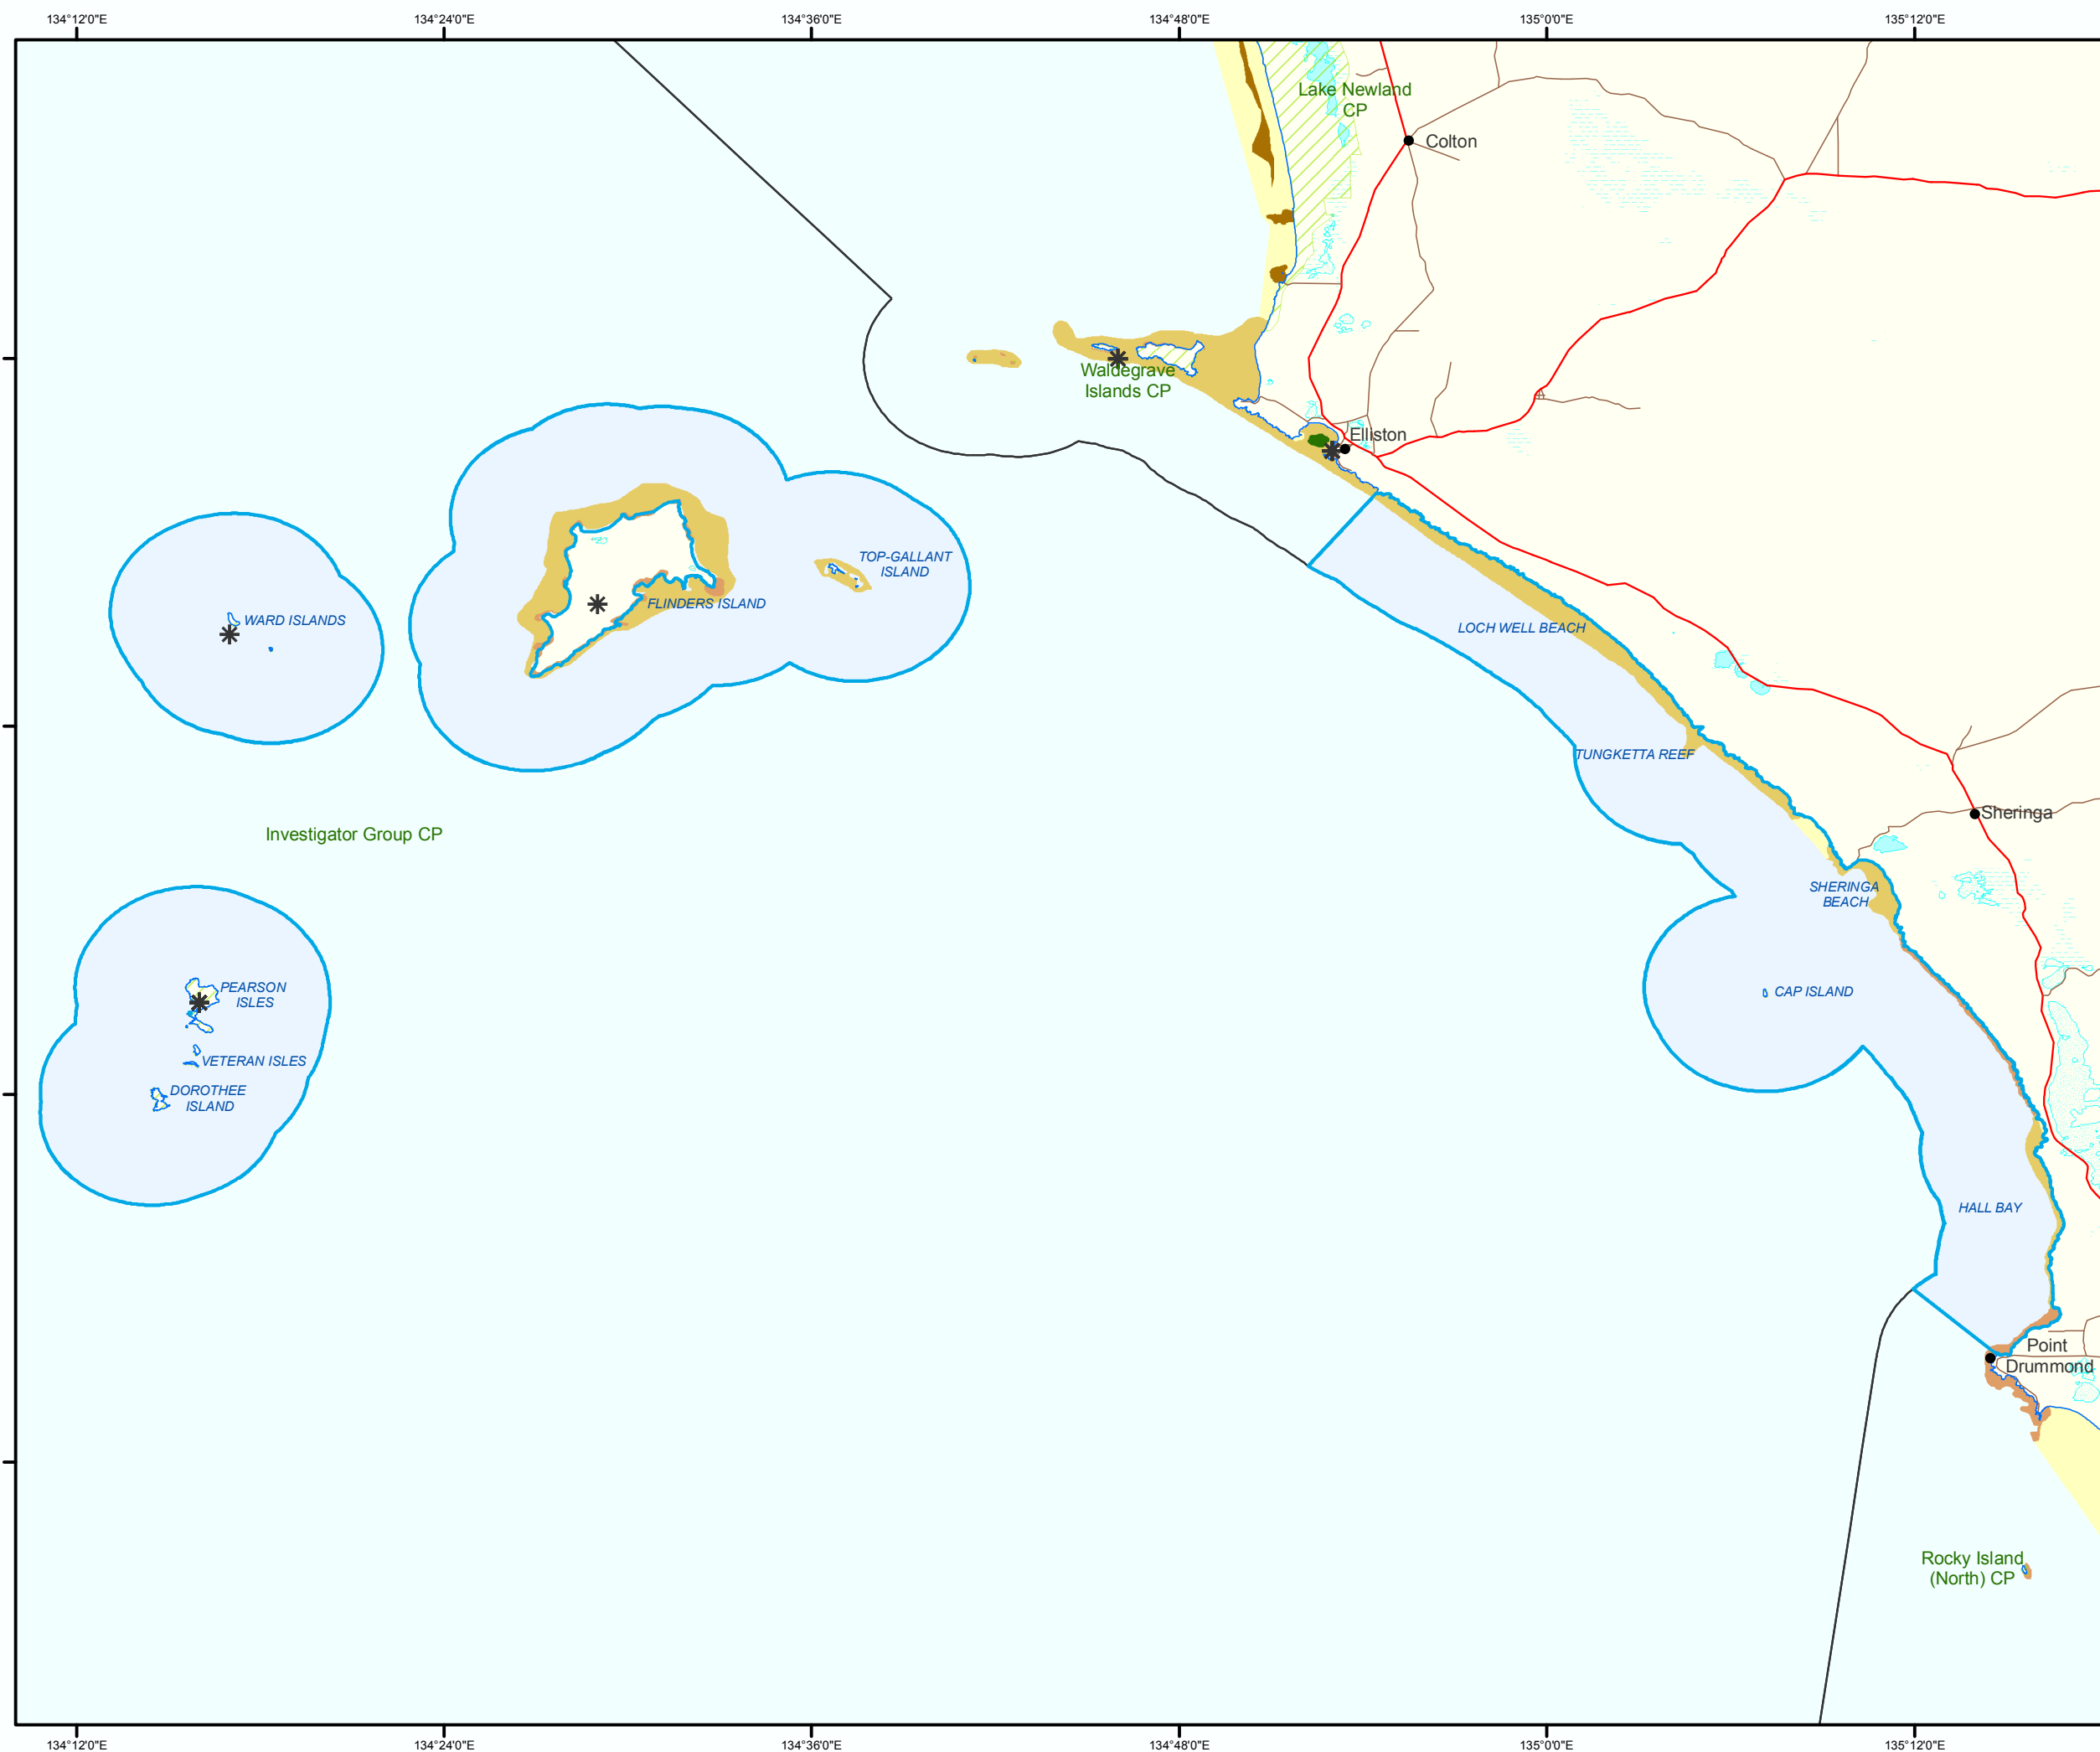 134°12'0"E
134°24'0"E
134°36'0"E
134°48'0"E
135°0'0"E
135°12'0"E
Lake Newland
CP
Colton
Waldegrave
Islands CP
Elliston
TOP-GALLANT
ISLAND
FLINDERS ISLAND
WARD ISLANDS
LOCH WELL BEACH
TUNGKETTA REEF
Sheringa
Investigator Group CP
SHERINGA
BEACH
PEARSON
ISLES
CAP ISLAND
VETERAN ISLES
DOROTHEE
ISLAND
HALL BAY
Point
Drummond
Rocky Island
(North) CP
134°12'0"E
134°24'0"E
134°36'0"E
134°48'0"E
135°0'0"E
135°12'0"E